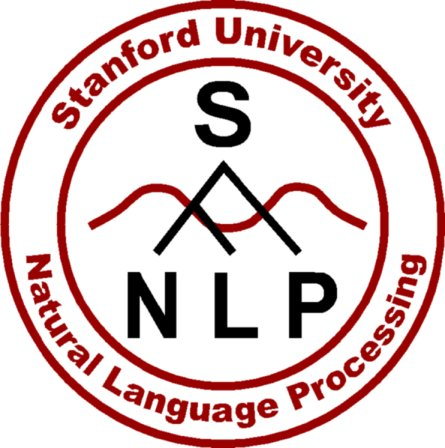 Stanford University
S
N L P
Natural Language Processing